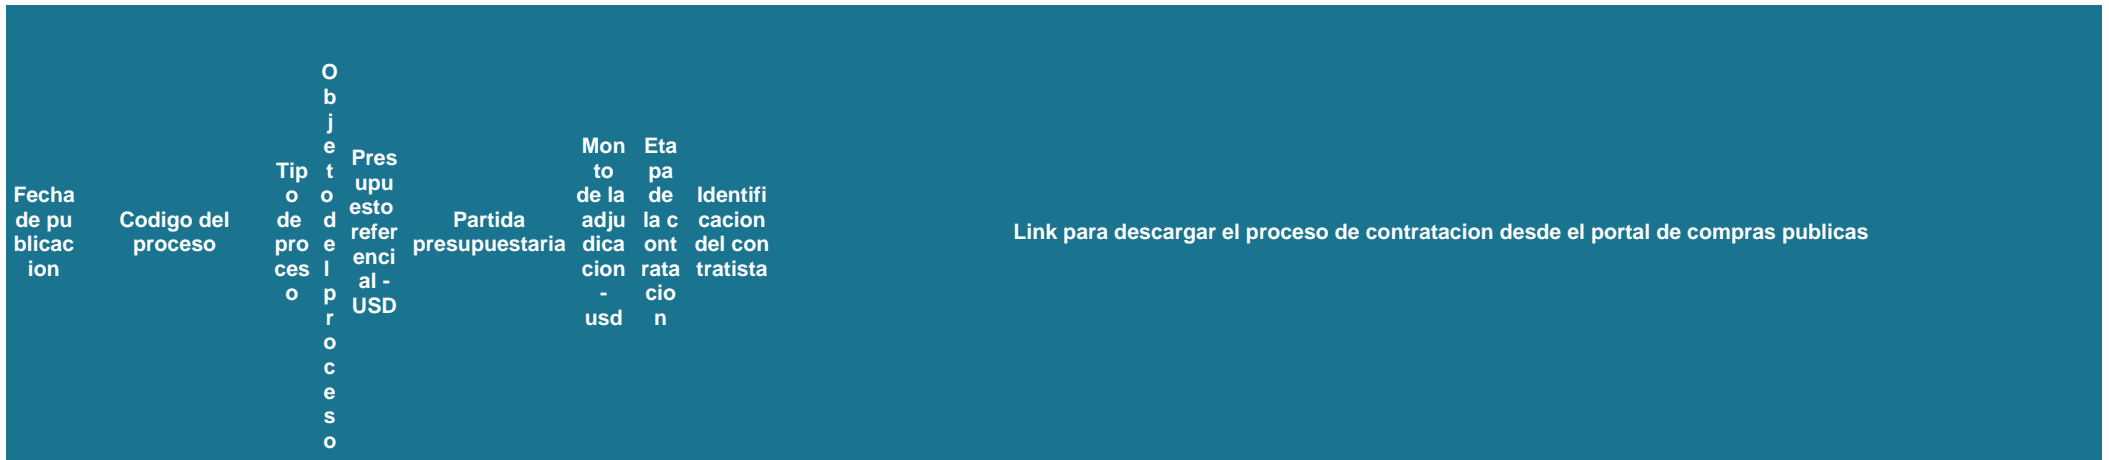 Fecha
de pu
blicac
ion
Codigo del
proceso
Tip
o
de
pro
ces
o
O
b
j
e
t
o
d
e
l
p
r
o
c
e
s
o
Pres
upu
esto
refer
enci
al -
USD
Partida
presupuestaria
Mon
to
de la
adju
dica
cion
-
usd
Eta
pa
de
la c
ont
rata
cio
n
Identifi
cacion
del con
tratista
Link para descargar el proceso de contratacion desde el portal de compras publicas